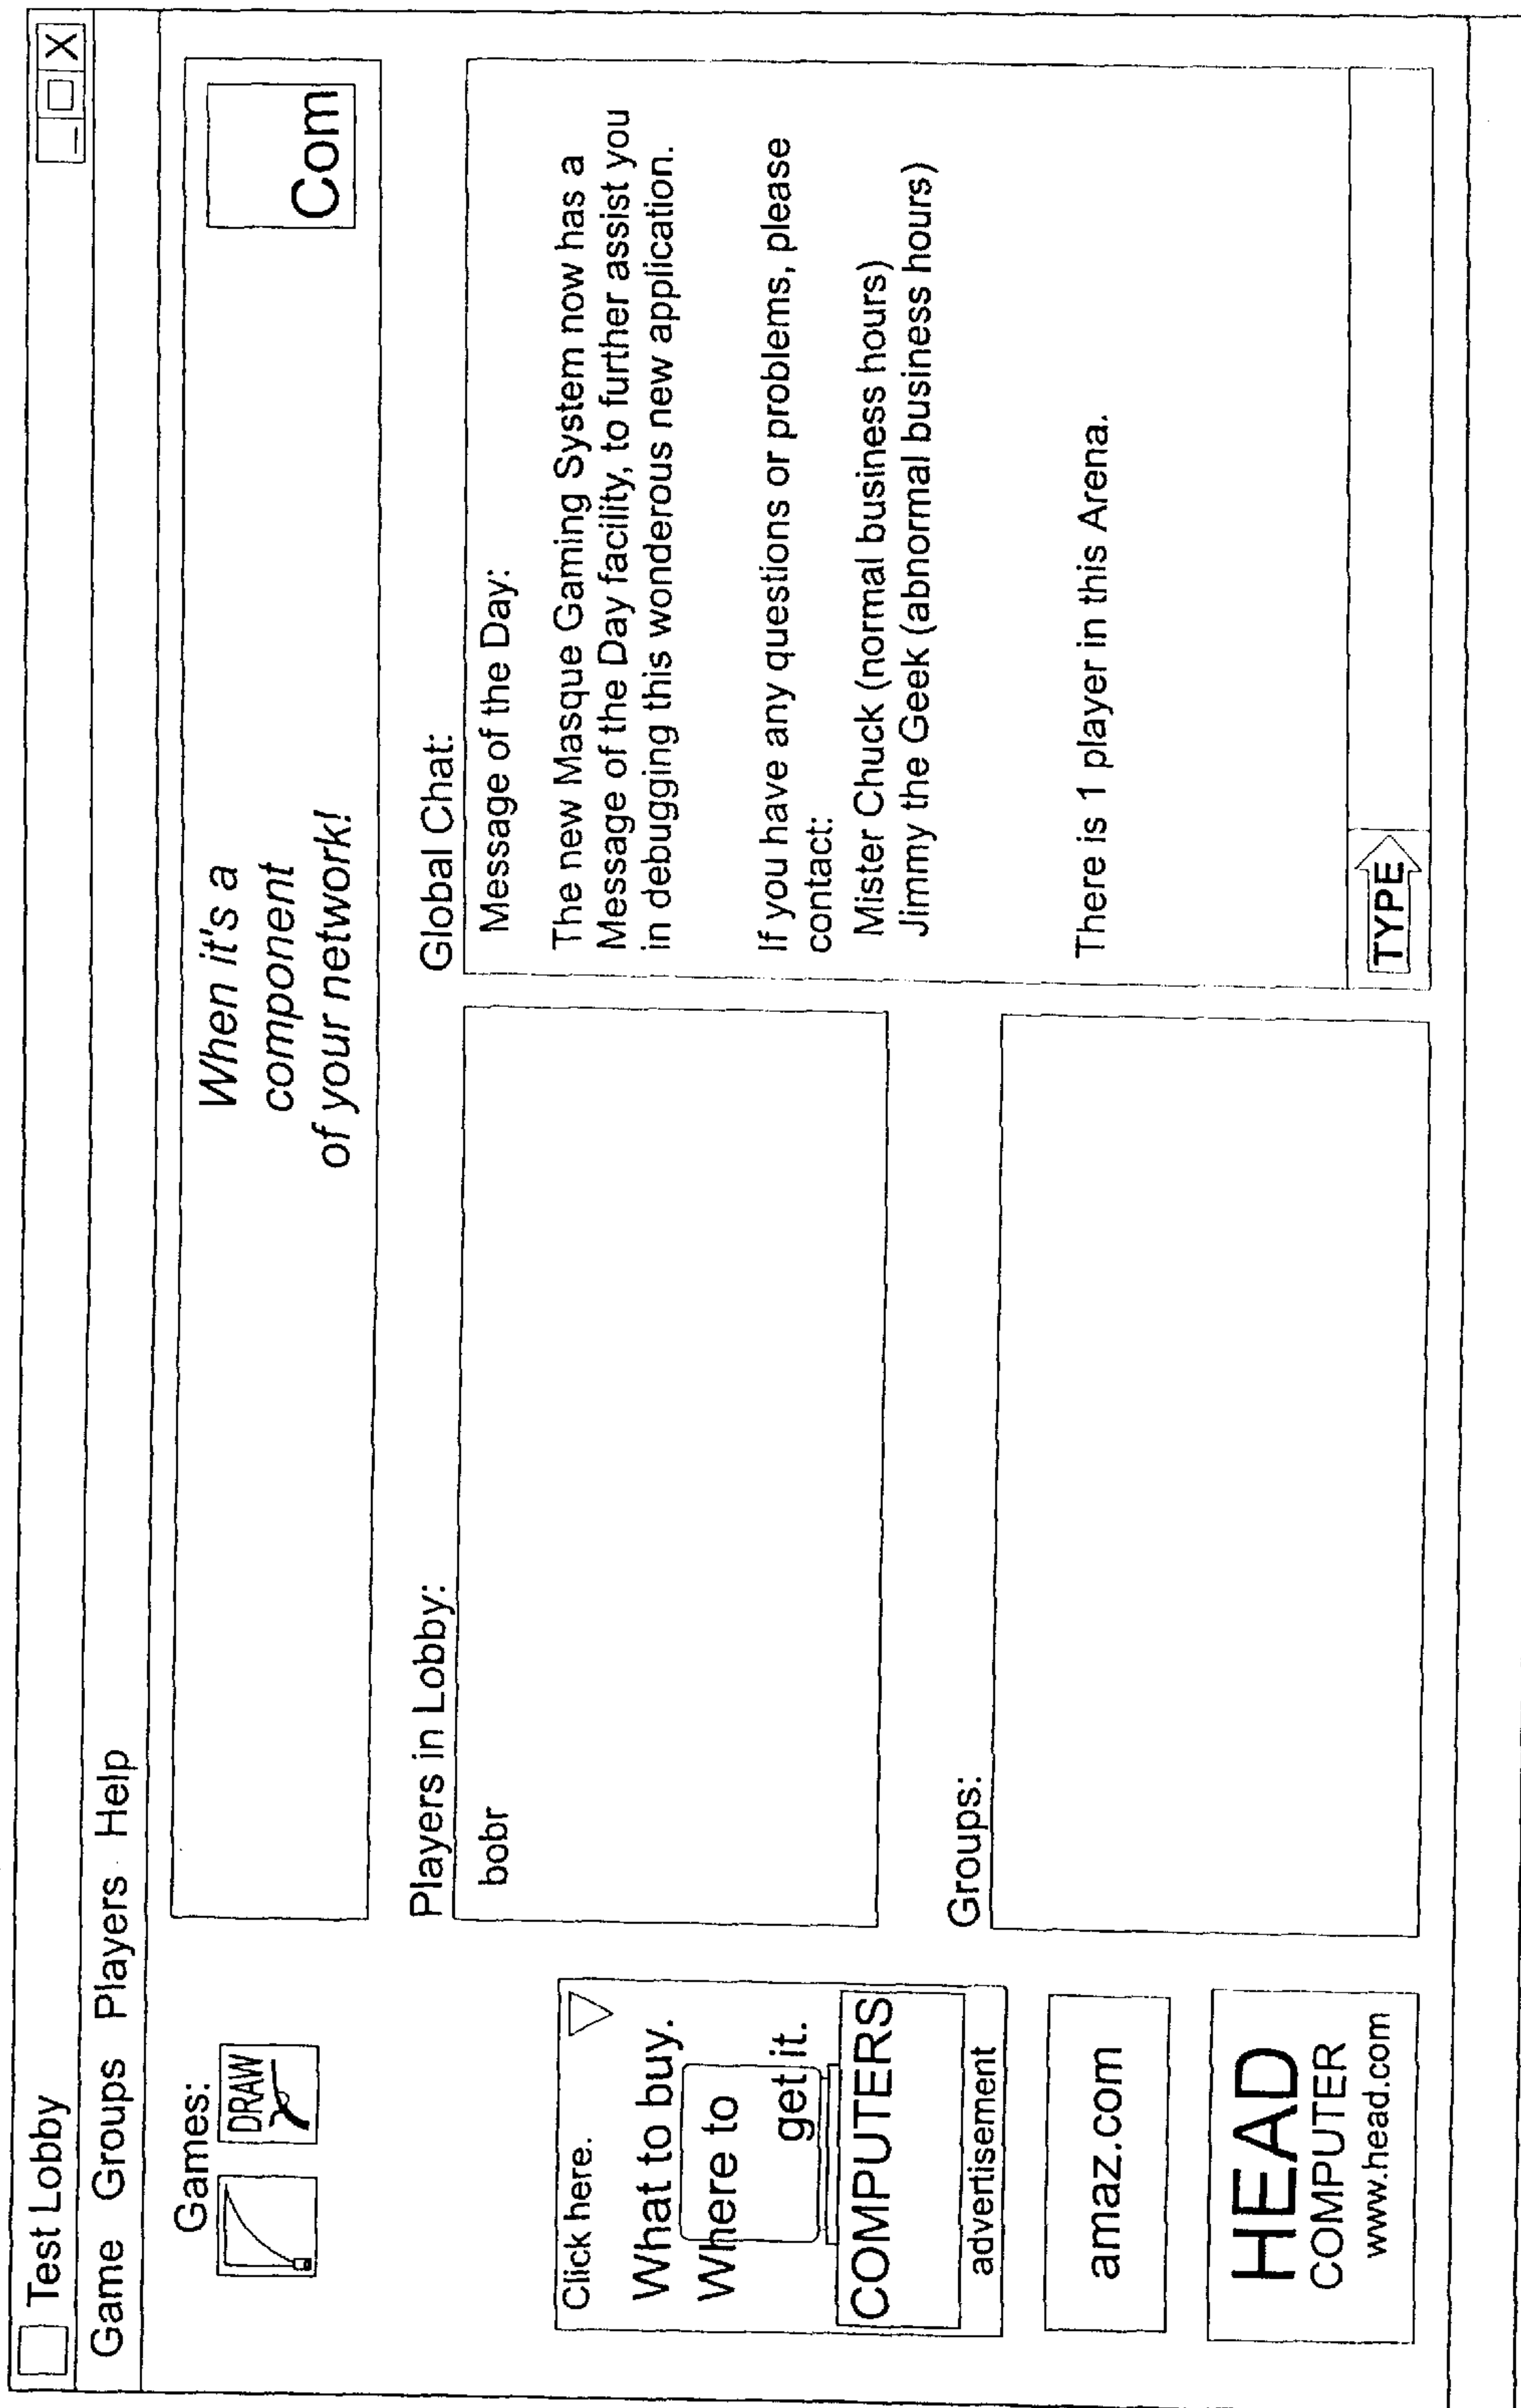 Test Lobby
Game Groups Players Help
Games:
DRAW
When it's a
component
of your network!
Com
Click here.
What to buy.
Where to
get it.
COMPUTERS
advertisement
amaz.com
HEAD
COMPUTER
www.head.com
Players in Lobby:
bobr
Groups:
Global Chat:
Message of the Day:
The new Masque Gaming System now has a
Message of the Day facility, to further assist you
in debugging this wonderous new application.
If you have any questions or problems, please
contact:
Mister Chuck (normal business hours)
Jimmy the Geek (abnormal business hours)
There is 1 player in this Arena.
TYPE